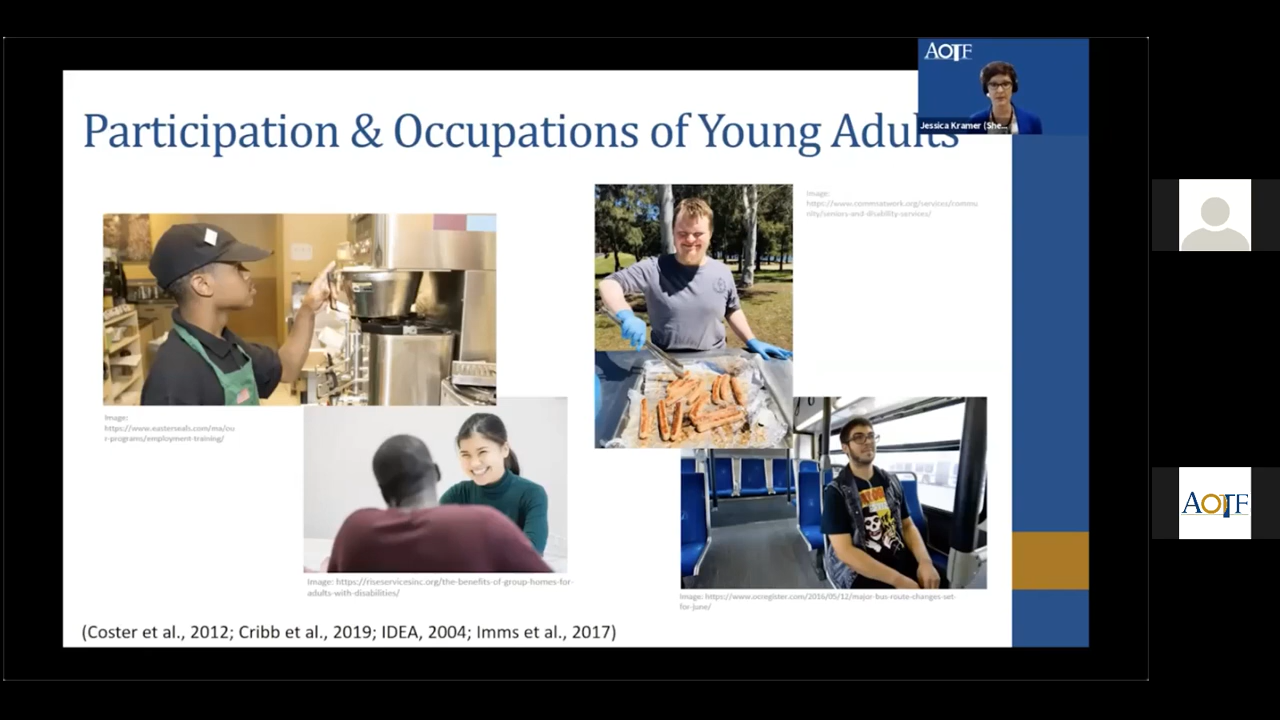 AOTF
Jessica Kramer (She...
Participation & Occupations of Young Adults
Image:
https://www.commnetwork.org/services/commu
nity/seniors-and-disability-services/
Image:
https://www.easterseals.com/ma/ou
r-programs/employment-training/
Image: https://riseservicesinc.org/the-benefits-of-group-homes-for-
adults-with-disabilities/
Image: https://www.ocregister.com/2016/05/12/major-bus-route-changes-set-
for-june/
(Coster et al., 2012; Cribb et al., 2019; IDEA, 2004; Imms et al., 2017)
AOTF